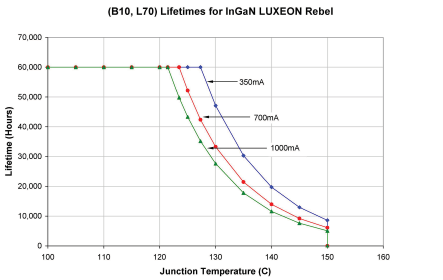 (B10, L70) Lifetimes for InGaN LUXEON Rebel
70,000
60,000
50,000
40,000
30,000
20,000
10,000
0
Lifetime (Hours)
350mA
700mA
1000mA
100 110 120 130 140 150 160
Junction Temperature (C)